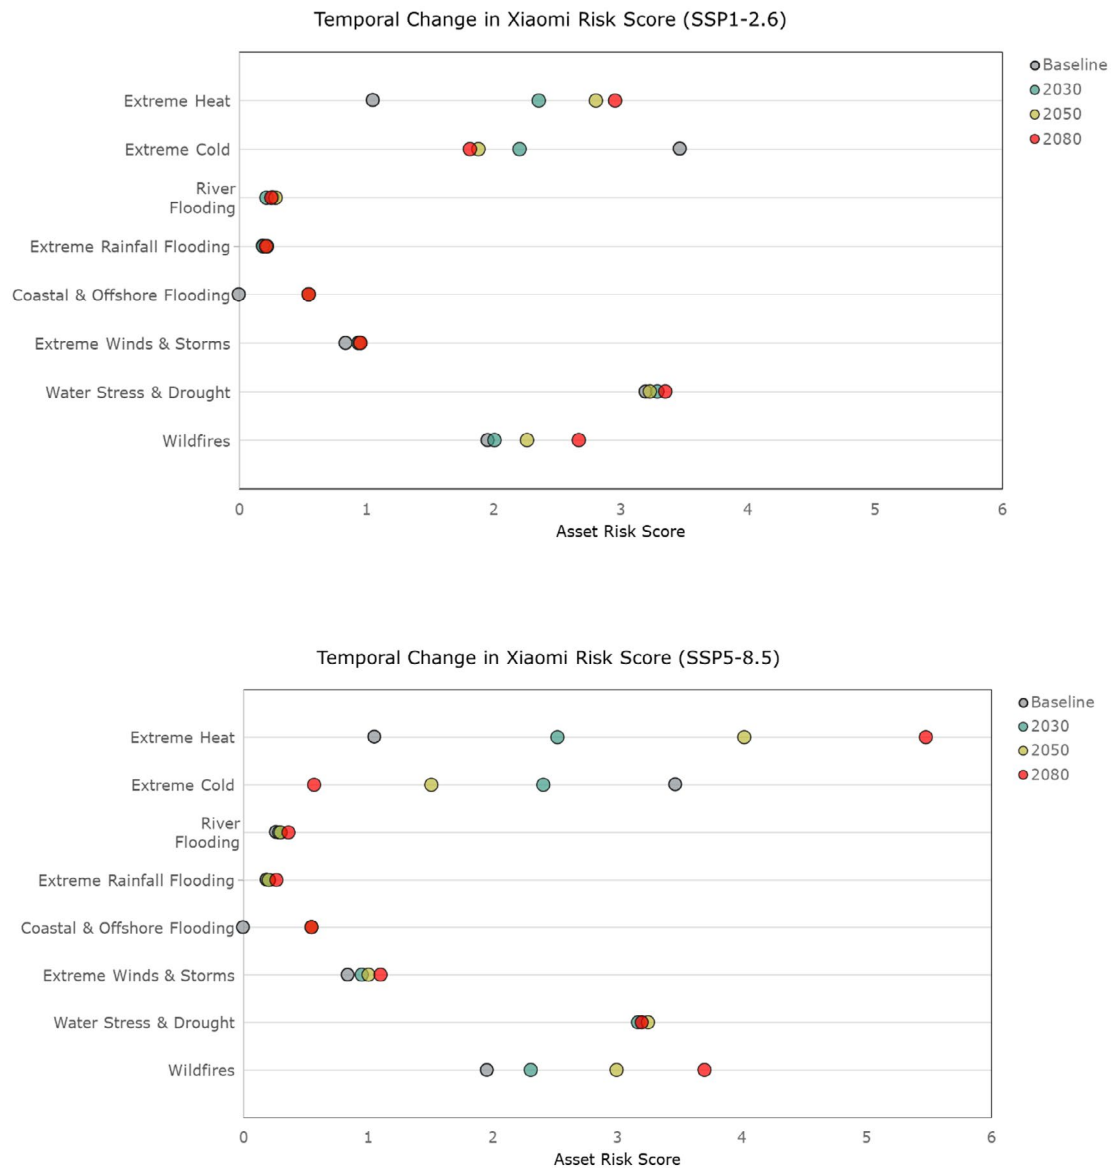 Temporal Change in Xiaomi Risk Score (SSP1-2.6)
Baseline
2030
2050
2080
Extreme Heat
Extreme Cold
River
Flooding
Extreme Rainfall Flooding
Coastal & Offshore Flooding
Extreme Winds & Storms
Water Stress & Drought
Wildfires
0 1 2 3 4 5 6
Asset Risk Score
Temporal Change in Xiaomi Risk Score (SSP5-8.5)
Baseline
2030
2050
2080
Extreme Heat
Extreme Cold
River
Flooding
Extreme Rainfall Flooding
Coastal & Offshore Flooding
Extreme Winds & Storms
Water Stress & Drought
Wildfires
0 1 2 3 4 5 6
Asset Risk Score